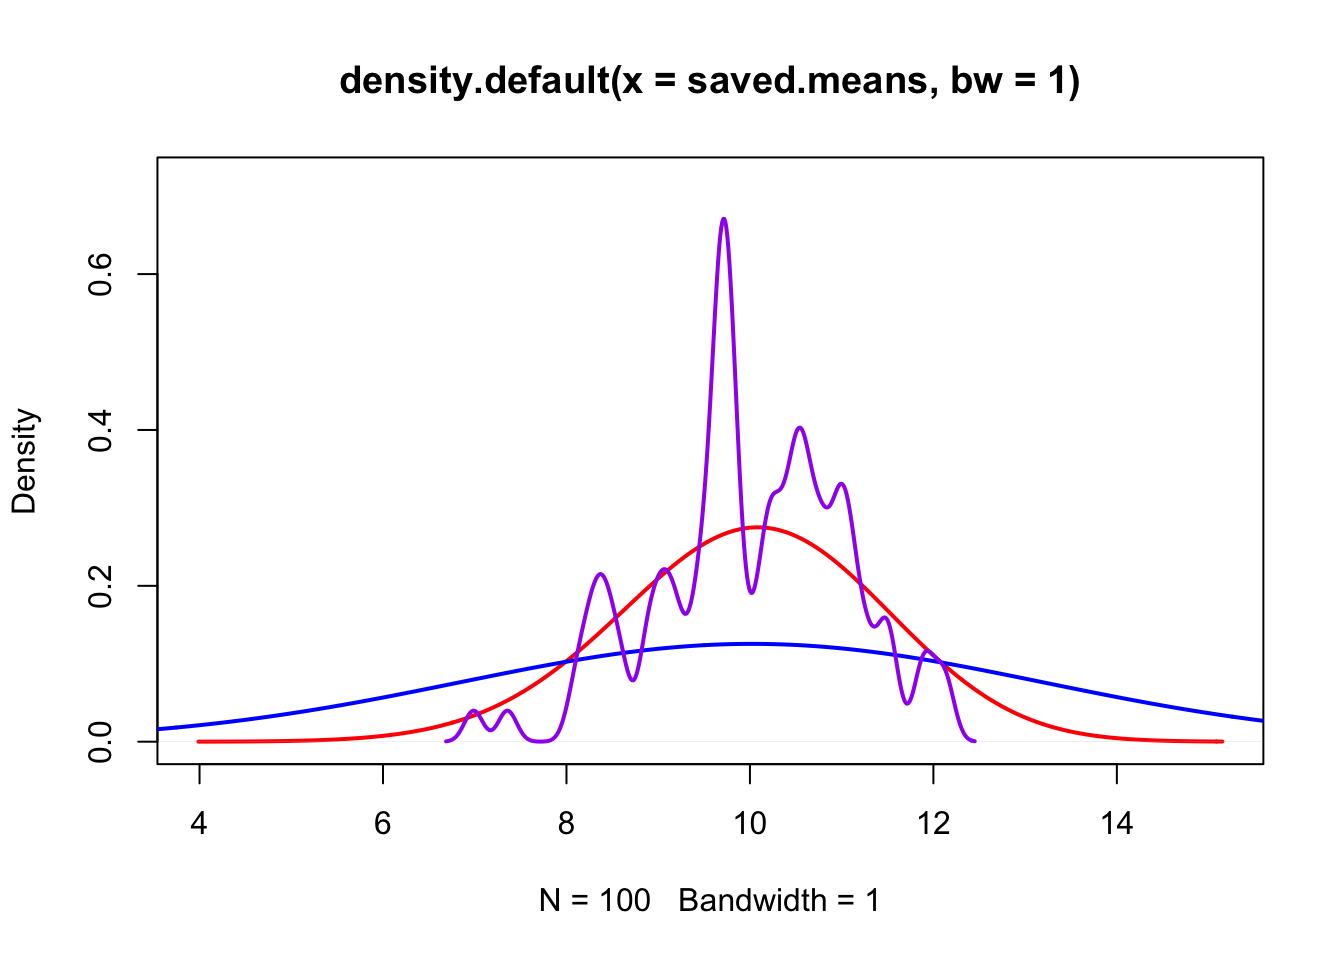 density.default(x = saved.means, bw = 1)
Density
0.6
0.4
0.2
0.0
4 6 8 10 12 14
N = 100 Bandwidth = 1